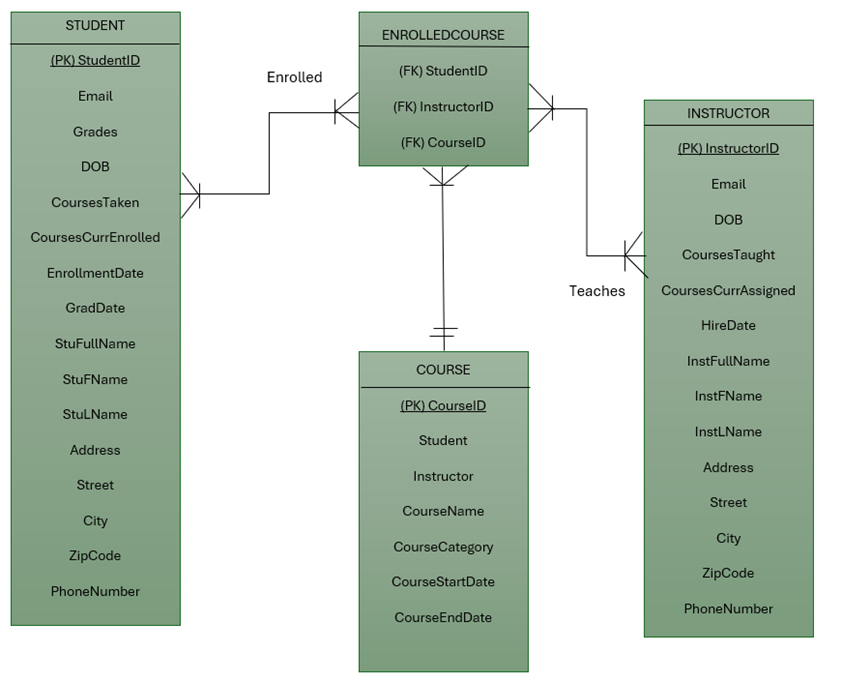 STUDENT
(PK) StudentID
Email
Grades
DOB
CoursesTaken
CoursesCurrEnrolled
EnrollmentDate
GradDate
StuFullName
StuFName
StuLName
Address
Street
City
ZipCode
PhoneNumber
Enrolled
ENROLLEDCOURSE
(FK) StudentID
(FK) InstructorID
(FK) CourseID
COURSE
(PK) CourseID
Student
Instructor
CourseName
CourseCategory
CourseStartDate
CourseEndDate
Teaches
INSTRUCTOR
(PK) InstructorID
Email
DOB
CoursesTaught
CoursesCurrAssigned
HireDate
InstFullName
InstFName
InstLName
Address
Street
City
ZipCode
PhoneNumber